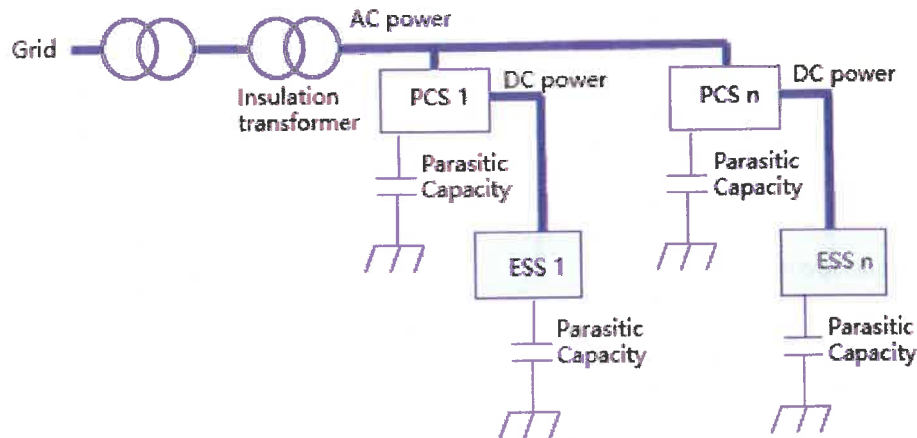 AC power
Grid
Insulation
transformer
PCS 1
DC power
Parasitic
Capacity
ESS 1
Parasitic
Capacity
PCS n
DC power
Parasitic
Capacity
ESS n
Parasitic
Capacity